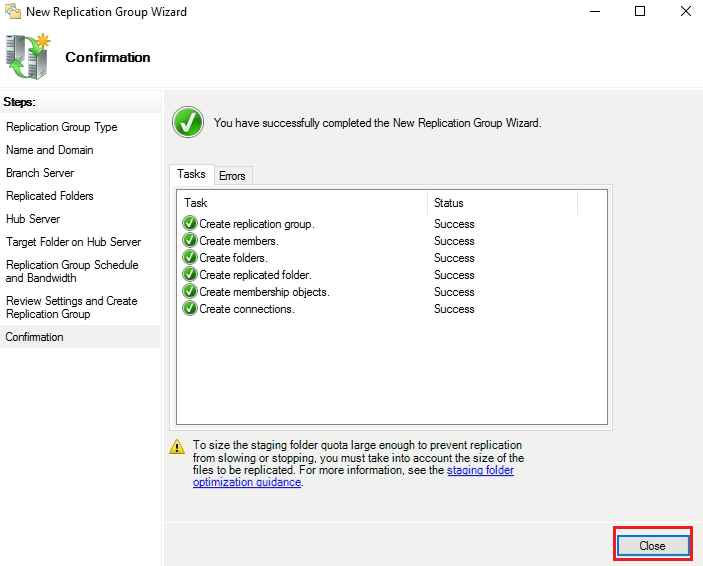 New Replication Group Wizard
Confirmation
Steps:
Replication Group Type
Name and Domain
Branch Server
Replicated Folders
Hub Server
Target Folder on Hub Server
Replication Group Schedule
and Bandwidth
Review Settings and Create
Replication Group
Confirmation
You have successfully completed the New Replication Group Wizard.
Tasks Errors
Task Status
Create replication group. Success
Create members. Success
Create folders. Success
Create replicated folder. Success
Create membership objects. Success
Create connections. Success
To size the staging folder quota large enough to prevent replication
from slowing or stopping, you must take into account the size of the
files to be replicated. For more information, see the staging folder
optimization guidance.
Close